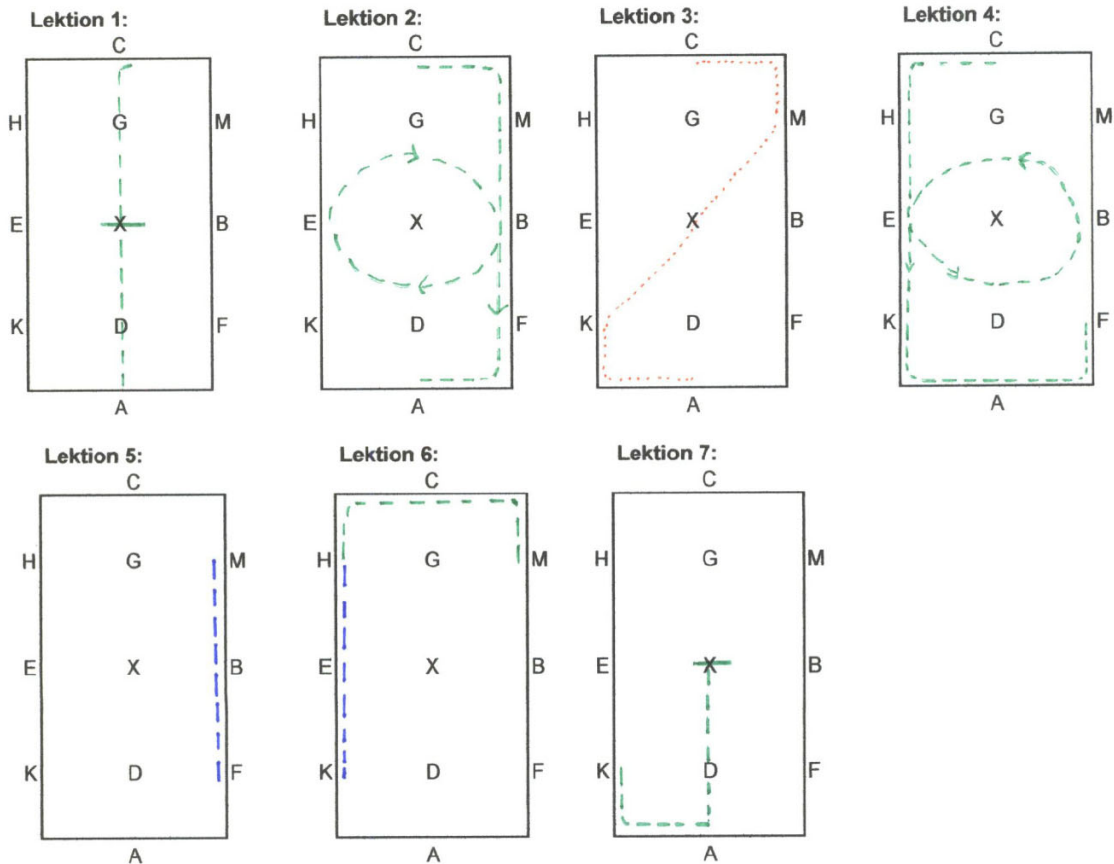 Lektion 1: Lektion 2: Lektion 3: Lektion 4:
C C C C
H G M H G M H G M H G M
E X B E X B E X B E X B
K D F K D F K D F K D F
A A A A
Lektion 5: Lektion 6: Lektion 7:
C C C
H G M H G M H G M
E X B E X B E X B
K D F K D F K D F
A A A